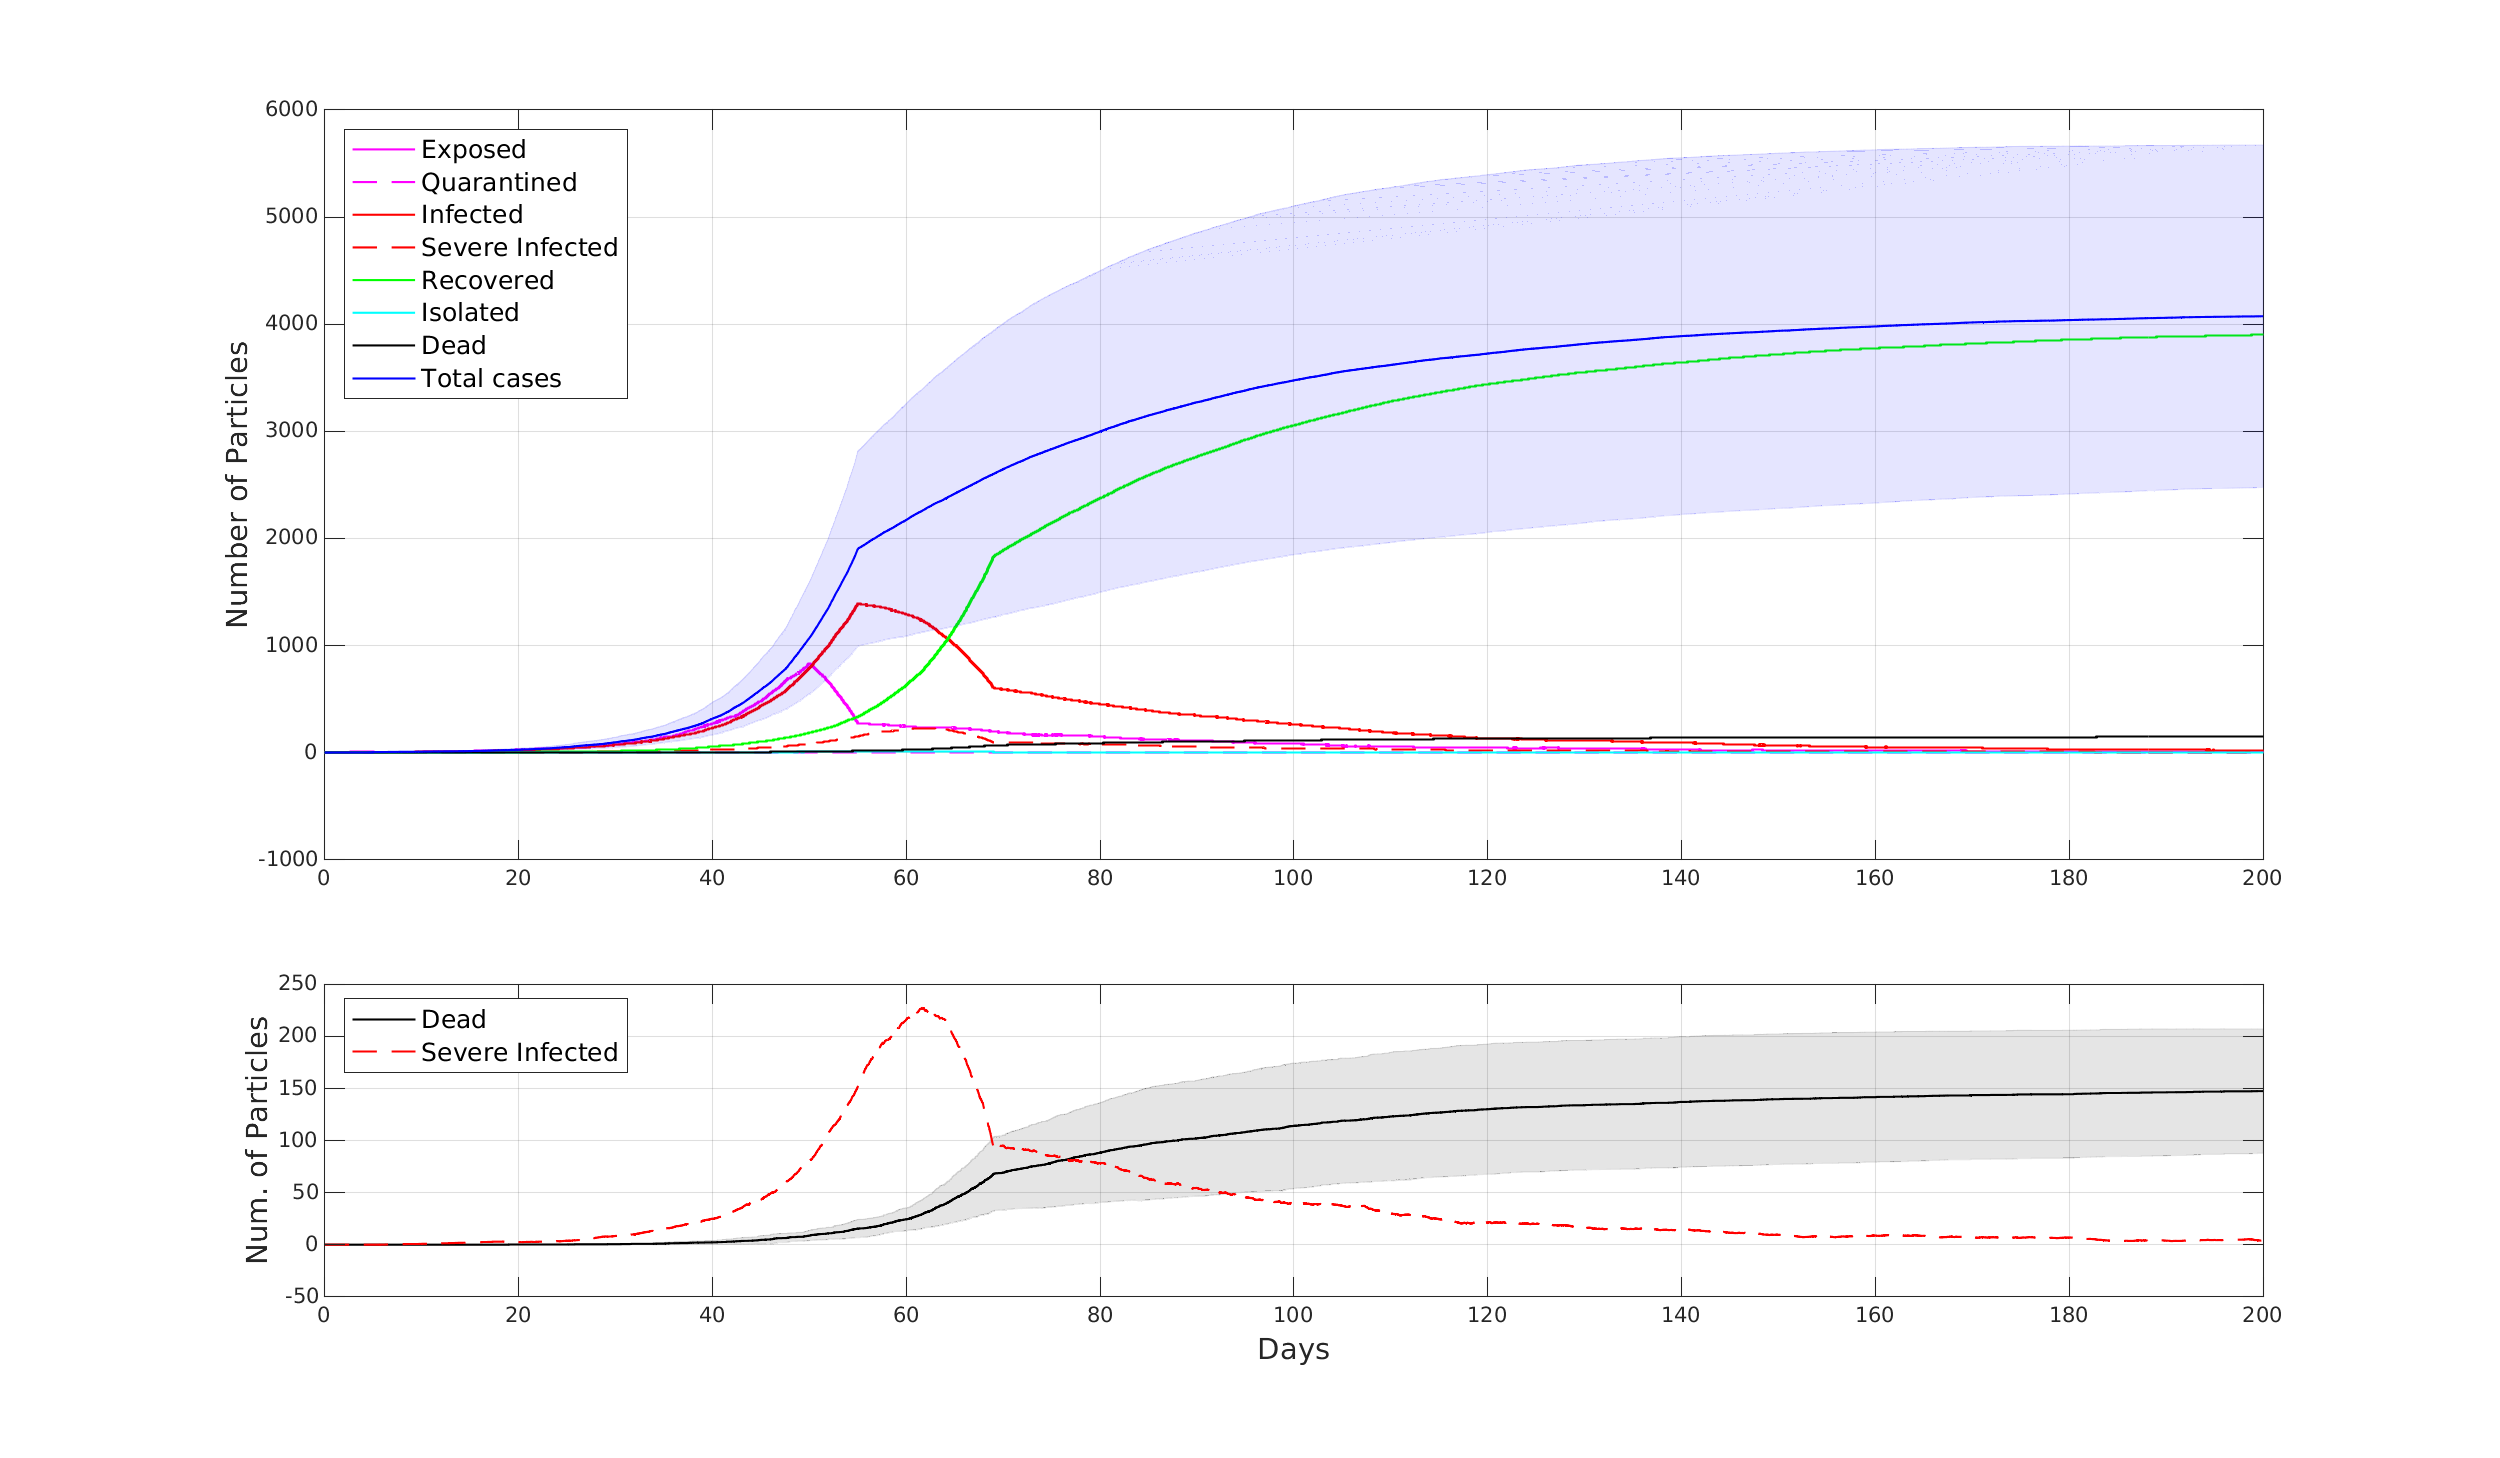 6000
5000
4000
3000
2000
1000
0
-1000
Number of Particles
Exposed
Quarantined
Infected
Severe Infected
Recovered
Isolated
Dead
Total cases
0 20 40 60 80 100 120 140 160 180 200
250
200
150
100
50
0
-50
Num. of Particles
Dead
Severe Infected
0 20 40 60 80 100 120 140 160 180 200
Days